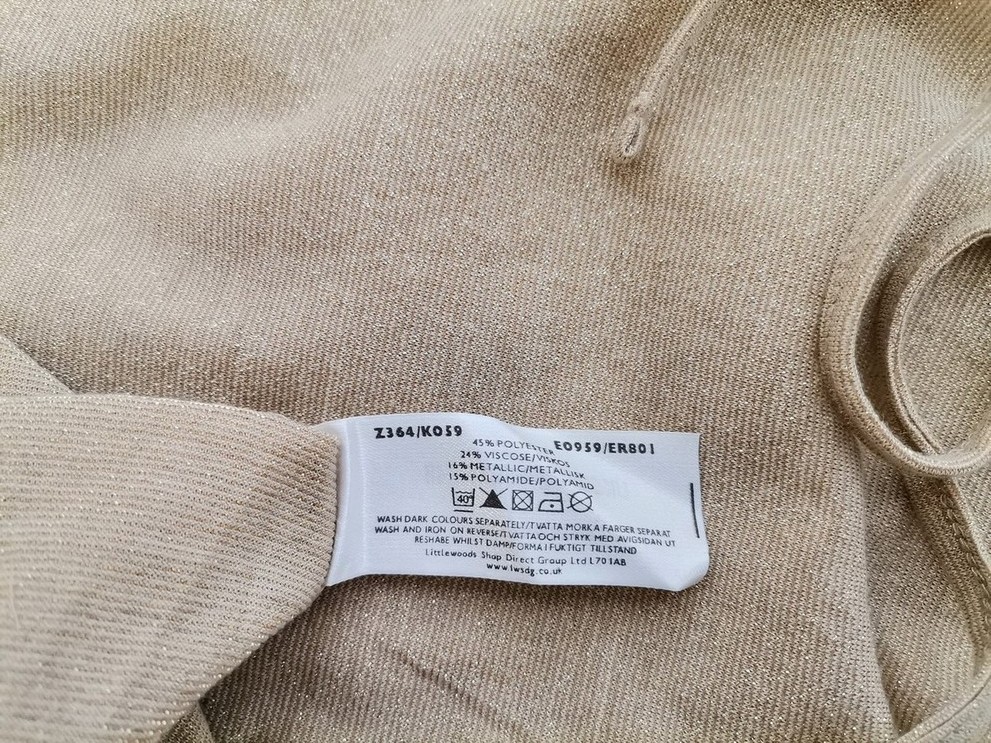 Z364/K059
45% POLYESTER E0959/ER801
24% VISCOSE/VISKOS
16% METALLIC/METALLISK
15% POLYAMIDE/POLYAMID
40°
WASH DARK COLOURS SEPARATELY/TVATTA MORKA FARGER SEPARAT
WASH AND IRON ON REVERSE/TVATTA OCH STRYK MED AVIGSIDAN UT
RESHABE WHILST DAMP/FORMA I FUKTIGT TILLSTAND
Littlewoods Shop Direct Group Ltd L70 1AB
www.lwsdg.co.uk